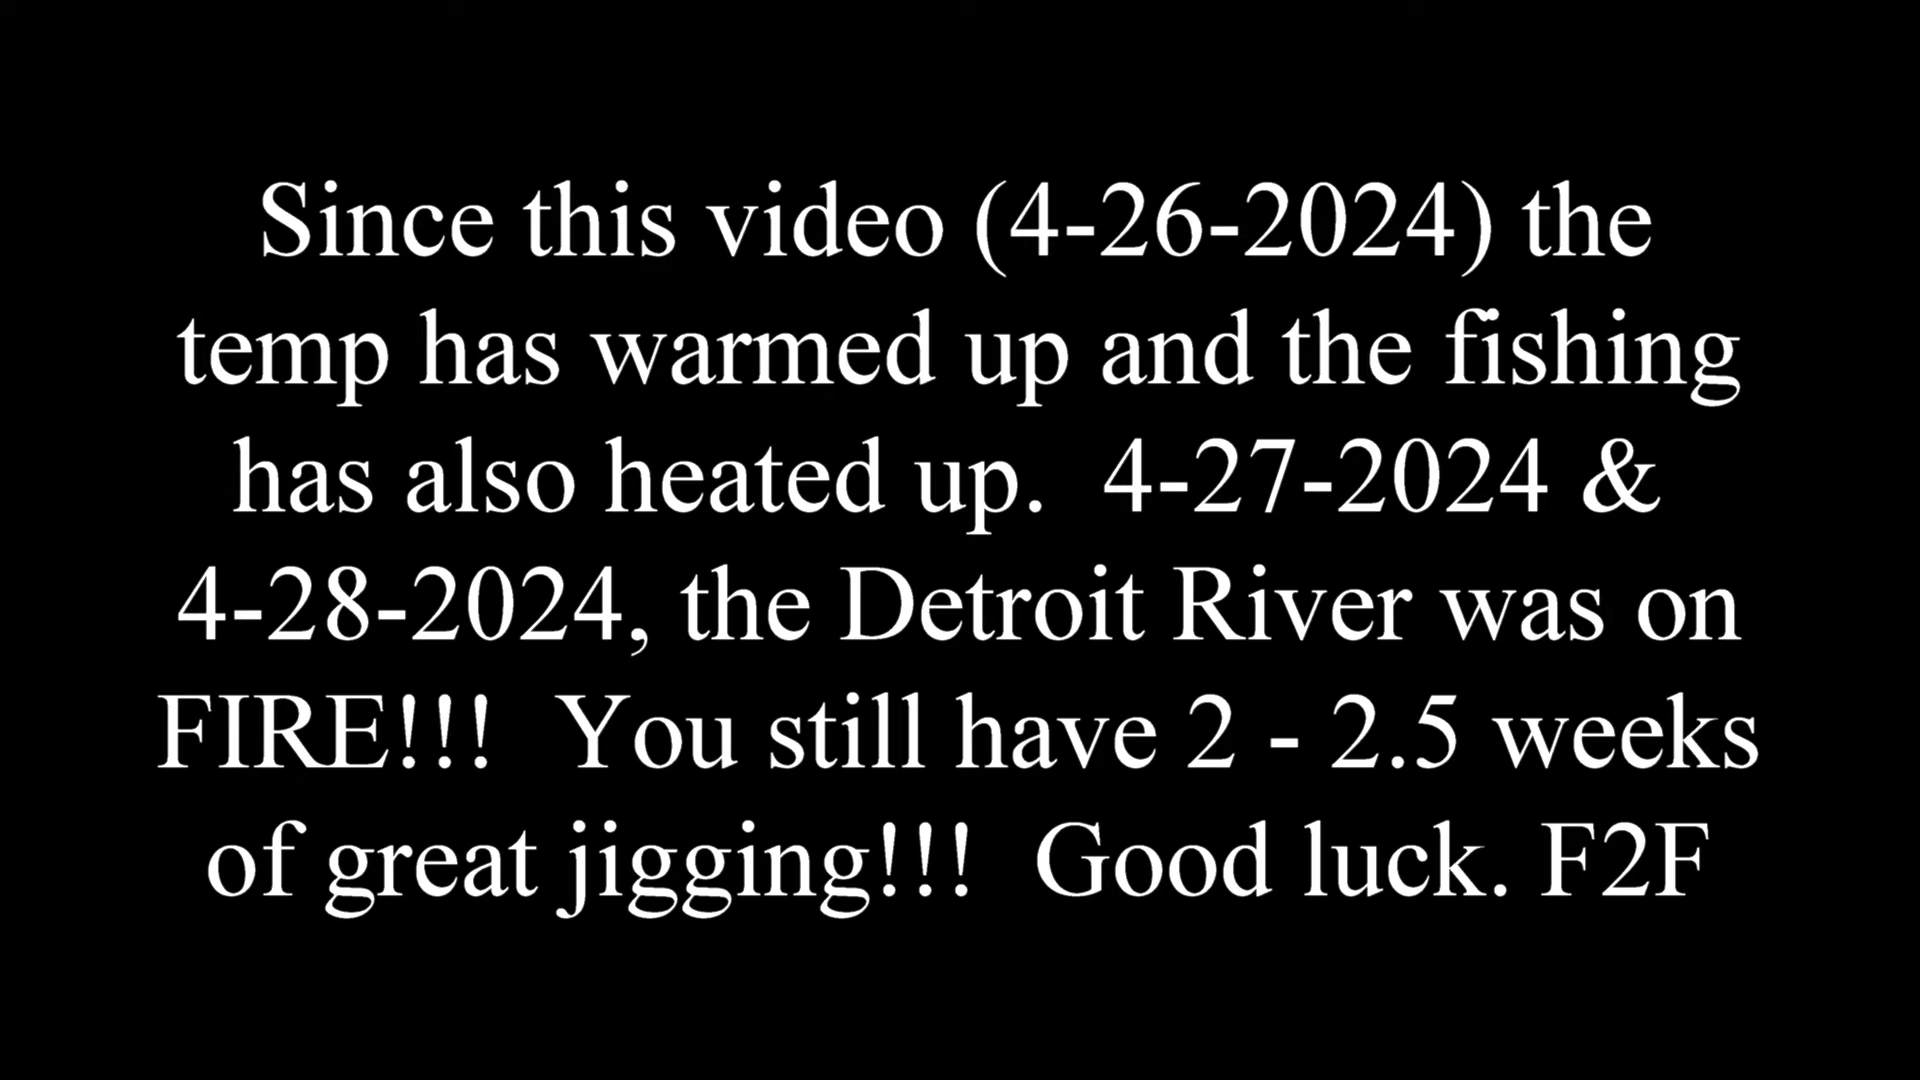 Since this video (4-26-2024) the
temp has warmed up and the fishing
has also heated up.  4-27-2024 &
4-28-2024, the Detroit River was on
FIRE!!!  You still have 2 - 2.5 weeks
of great jigging!!!  Good luck. F2F